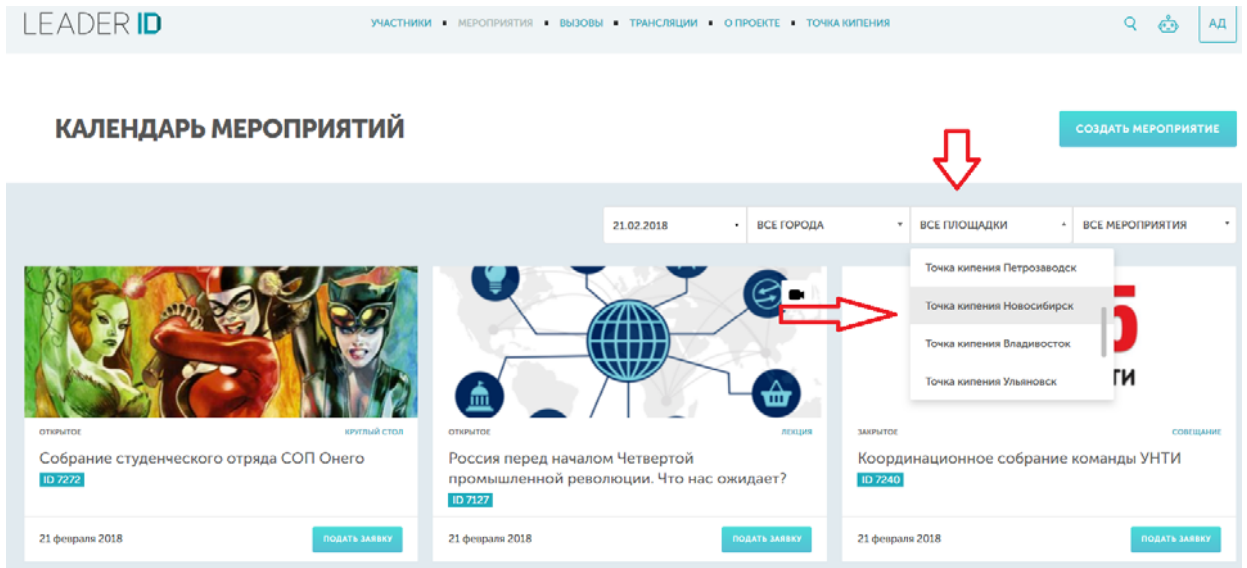 LEADER ID
УЧАСТНИКИ ▪ МЕРОПРИЯТИЯ ▪ ВЫЗОВЫ ▪ ТРАНСЛЯЦИИ ▪ О ПРОЕКТЕ ▪ ТОЧКА КИПЕНИЯ
АД
КАЛЕНДАРЬ МЕРОПРИЯТИЙ
СОЗДАТЬ МЕРОПРИЯТИЕ
21.02.2018
ВСЕ ГОРОДА
ВСЕ ПЛОЩАДКИ
ВСЕ МЕРОПРИЯТИЯ
Точка кипения Петрозаводск
Точка кипения Новосибирск
Точка кипения Владивосток
Точка кипения Ульяновск
ОТКРЫТОЕ
КРУГЛЫЙ СТОЛ
Собрание студенческого отряда СОП Онего
ID 7272
21 февраля 2018
ПОДАТЬ ЗАЯВКУ
ОТКРЫТОЕ
ЛЕКЦИЯ
Россия перед началом Четвертой
промышленной революции. Что нас ожидает?
ID 7127
21 февраля 2018
ПОДАТЬ ЗАЯВКУ
ЗАКРЫТОЕ
СОВЕЩАНИЕ
Координационное собрание команды УНТИ
ID 7240
21 февраля 2018
ПОДАТЬ ЗАЯВКУ